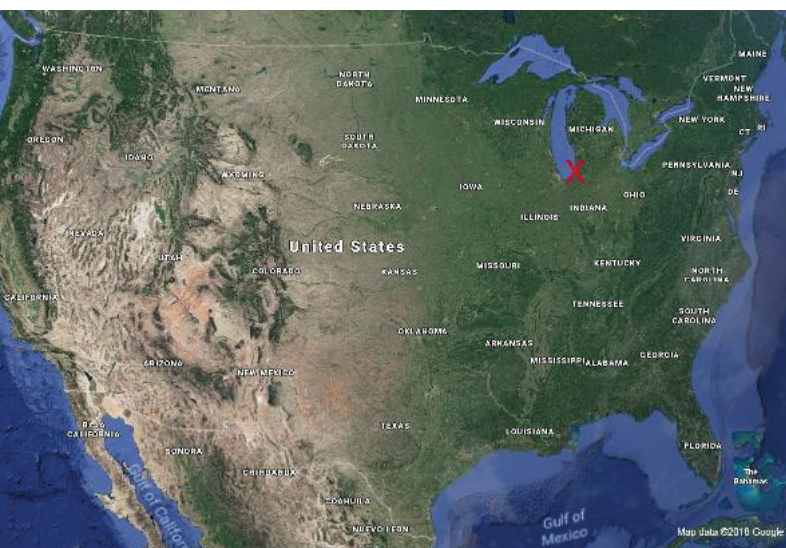 MAINE
WASHINGTON
NORTH
DAKOTA
VERMONT
MONTANA
NEW
HAMPSHIRE
MINNESOTA
WISCONSIN
NEW YORK
MICHIGAN
CT
RI
OREGON
SOUTH
DAKOTA
IDAHO
PENNSYLVANIA
WYOMING
X
NJ
IOWA
OHIO
DE
NEBRASKA
INDIANA
ILLINOIS
NEVADA
VIRGINIA
United States
UTAH
MISSOURI
KENTUCKY
COLORADO
KANSAS
NORTH
CAROLINA
CALIFORNIA
TENNESSEE
SOUTH
CAROLINA
OKLAHOMA
ARKANSAS
GEORGIA
MISSISSIPPI
ALABAMA
ARIZONA
NEW MEXICO
TEXAS
BAJA
CALIFORNIA
LOUISIANA
FLORIDA
SONORA
CHIHUAHUA
The
Bahamas
Gulf of Califor
COAHUILA
Gulf of
Mexico
NUEVO LEON
Map data ©2018 Google